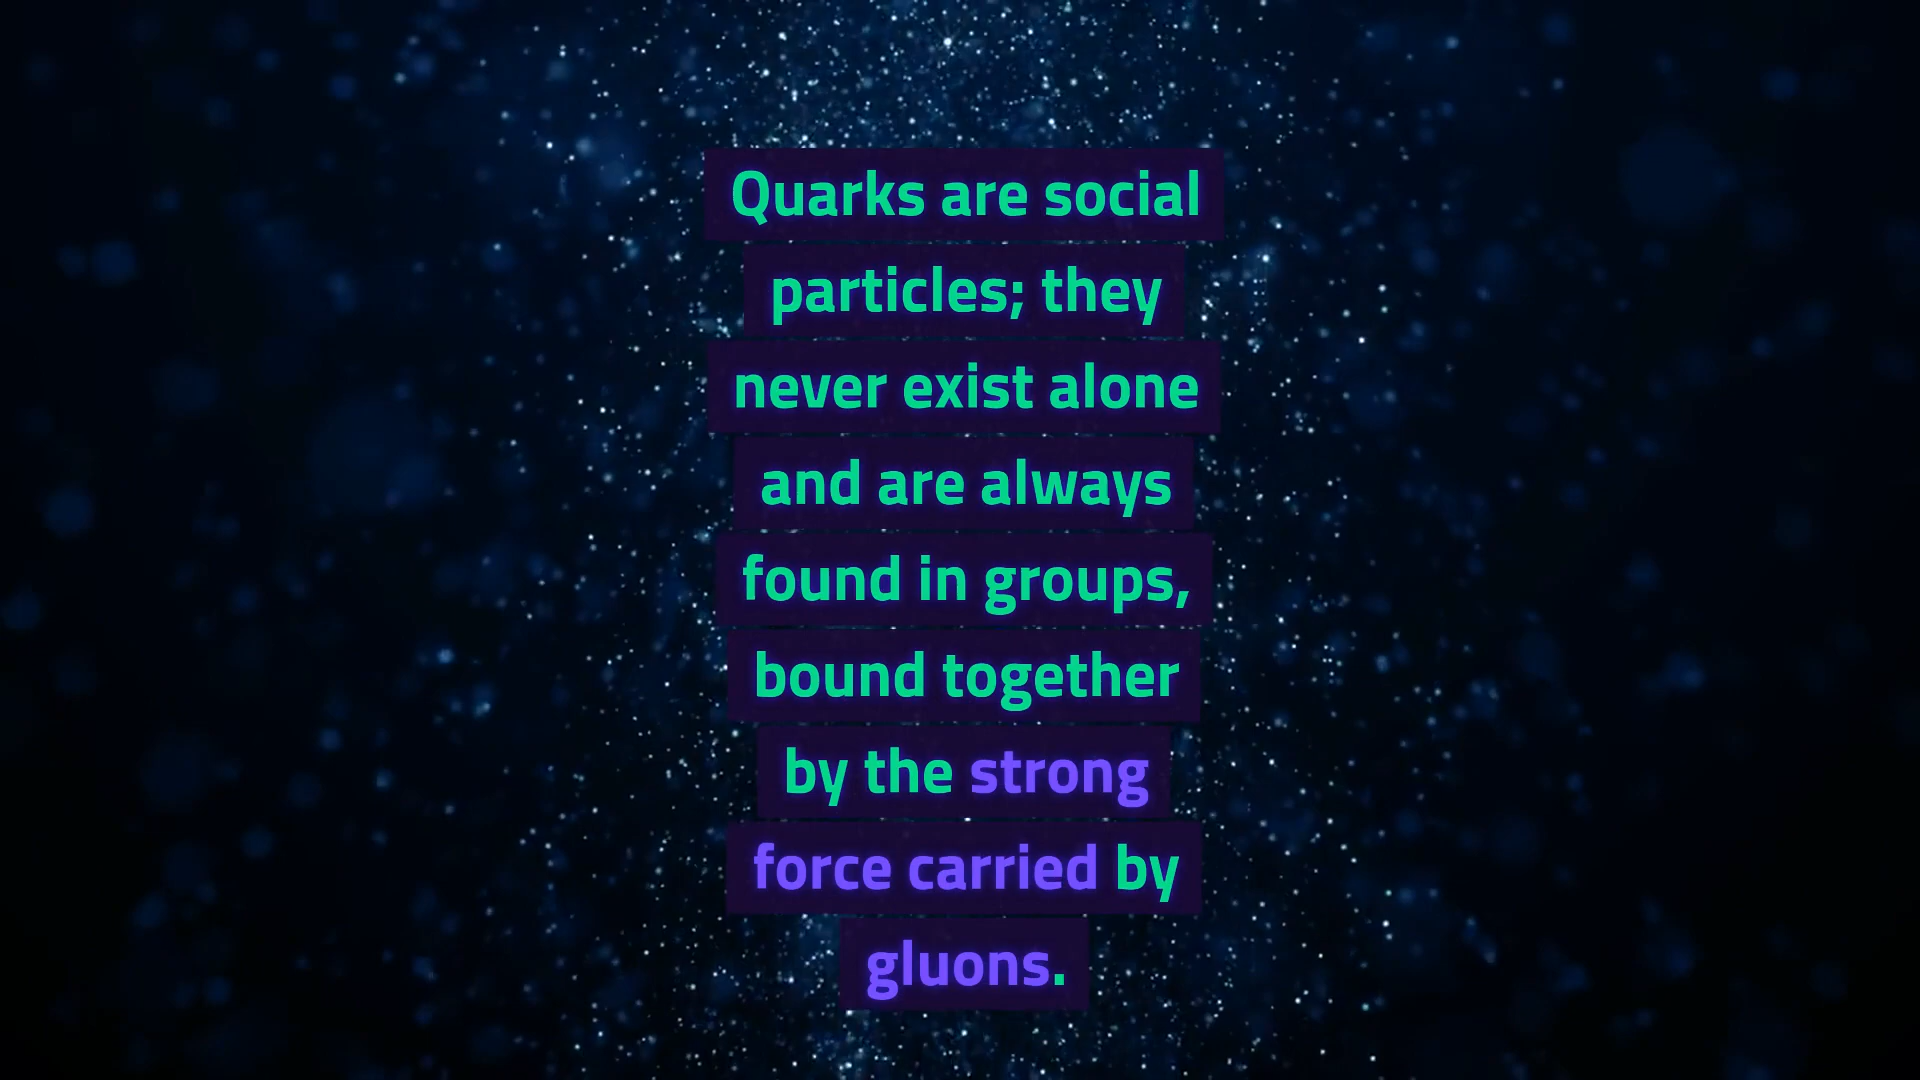 Quarks are social
particles; they
never exist alone
and are always
found in groups,
bound together
by the strong
force carried by
gluons.